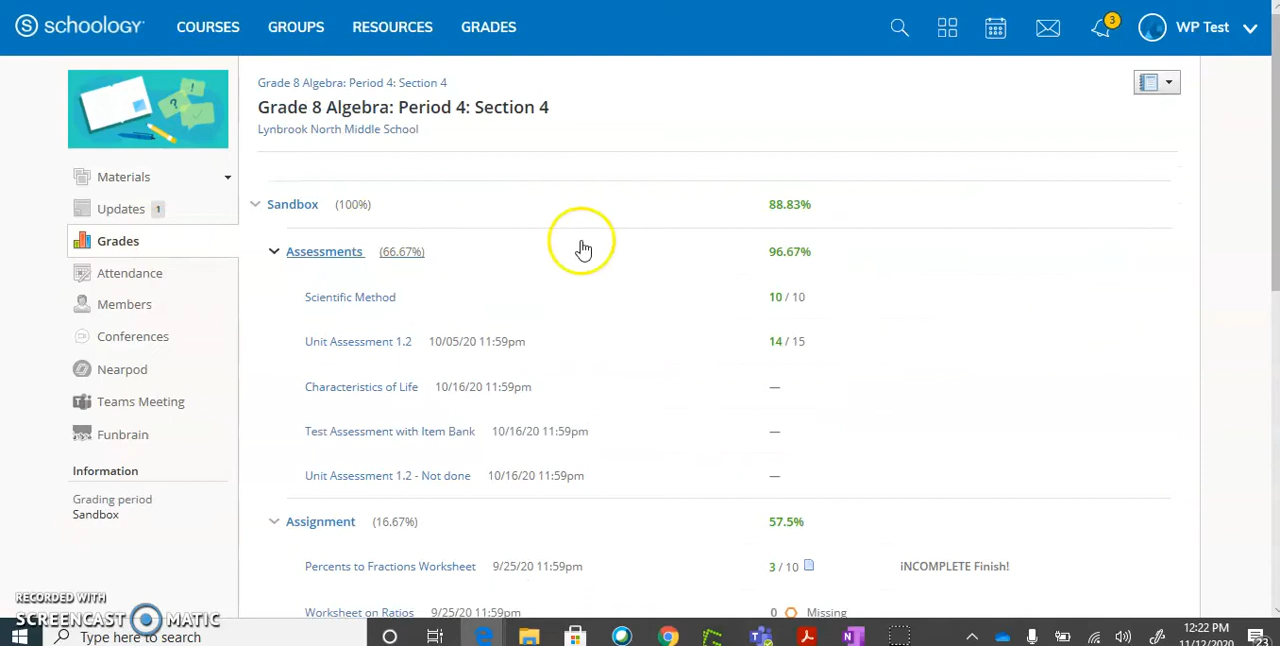 schoology COURSES GROUPS RESOURCES GRADES 3 WP Test
Grade 8 Algebra: Period 4: Section 4
Grade 8 Algebra: Period 4: Section 4
Lynbrook North Middle School
Materials
Updates 1
Grades
Attendance
Members
Conferences
Nearpod
Teams Meeting
Funbrain
Information
Grading period
Sandbox
Sandbox (100%) 88.83%
Assessments (66.67%) 96.67%
Scientific Method 10 / 10
Unit Assessment 1.2 10/05/20 11:59pm 14 / 15
Characteristics of Life 10/16/20 11:59pm —
Test Assessment with Item Bank 10/16/20 11:59pm —
Unit Assessment 1.2 - Not done 10/16/20 11:59pm —
Assignment (16.67%) 57.5%
Percents to Fractions Worksheet 9/25/20 11:59pm 3 / 10 iNCOMPLETE Finish!
Worksheet on Ratios 9/25/20 11:59pm 0 Missing
RECORDED WITH
SCREENCAST MATIC
Type here to search
12:22 PM
11/12/2020
23